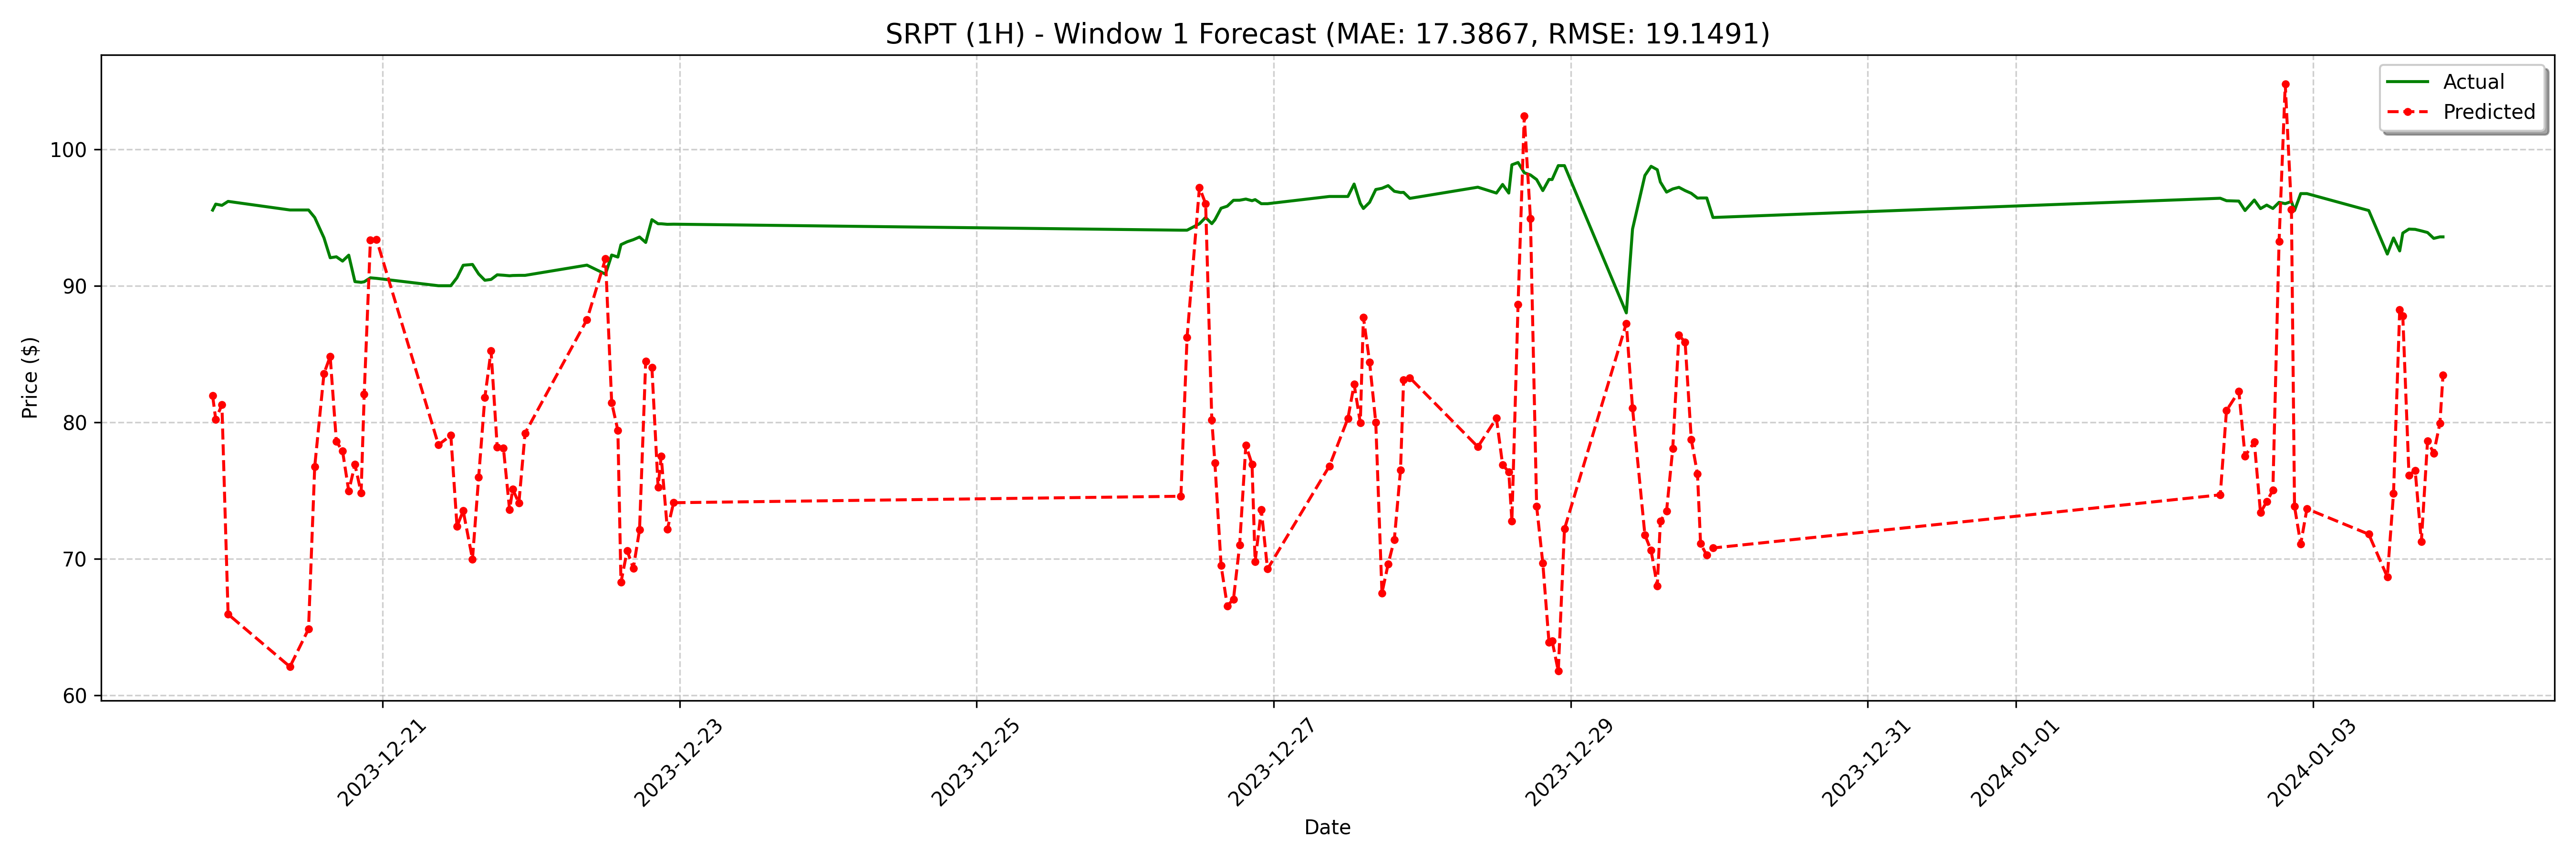 SRPT (1H) - Window 1 Forecast (MAE: 17.3867, RMSE: 19.1491)
Actual
Predicted
Price ($)
100
90
80
70
60
2023-12-21
2023-12-23
2023-12-25
2023-12-27
2023-12-29
2023-12-31
2024-01-01
2024-01-03
Date